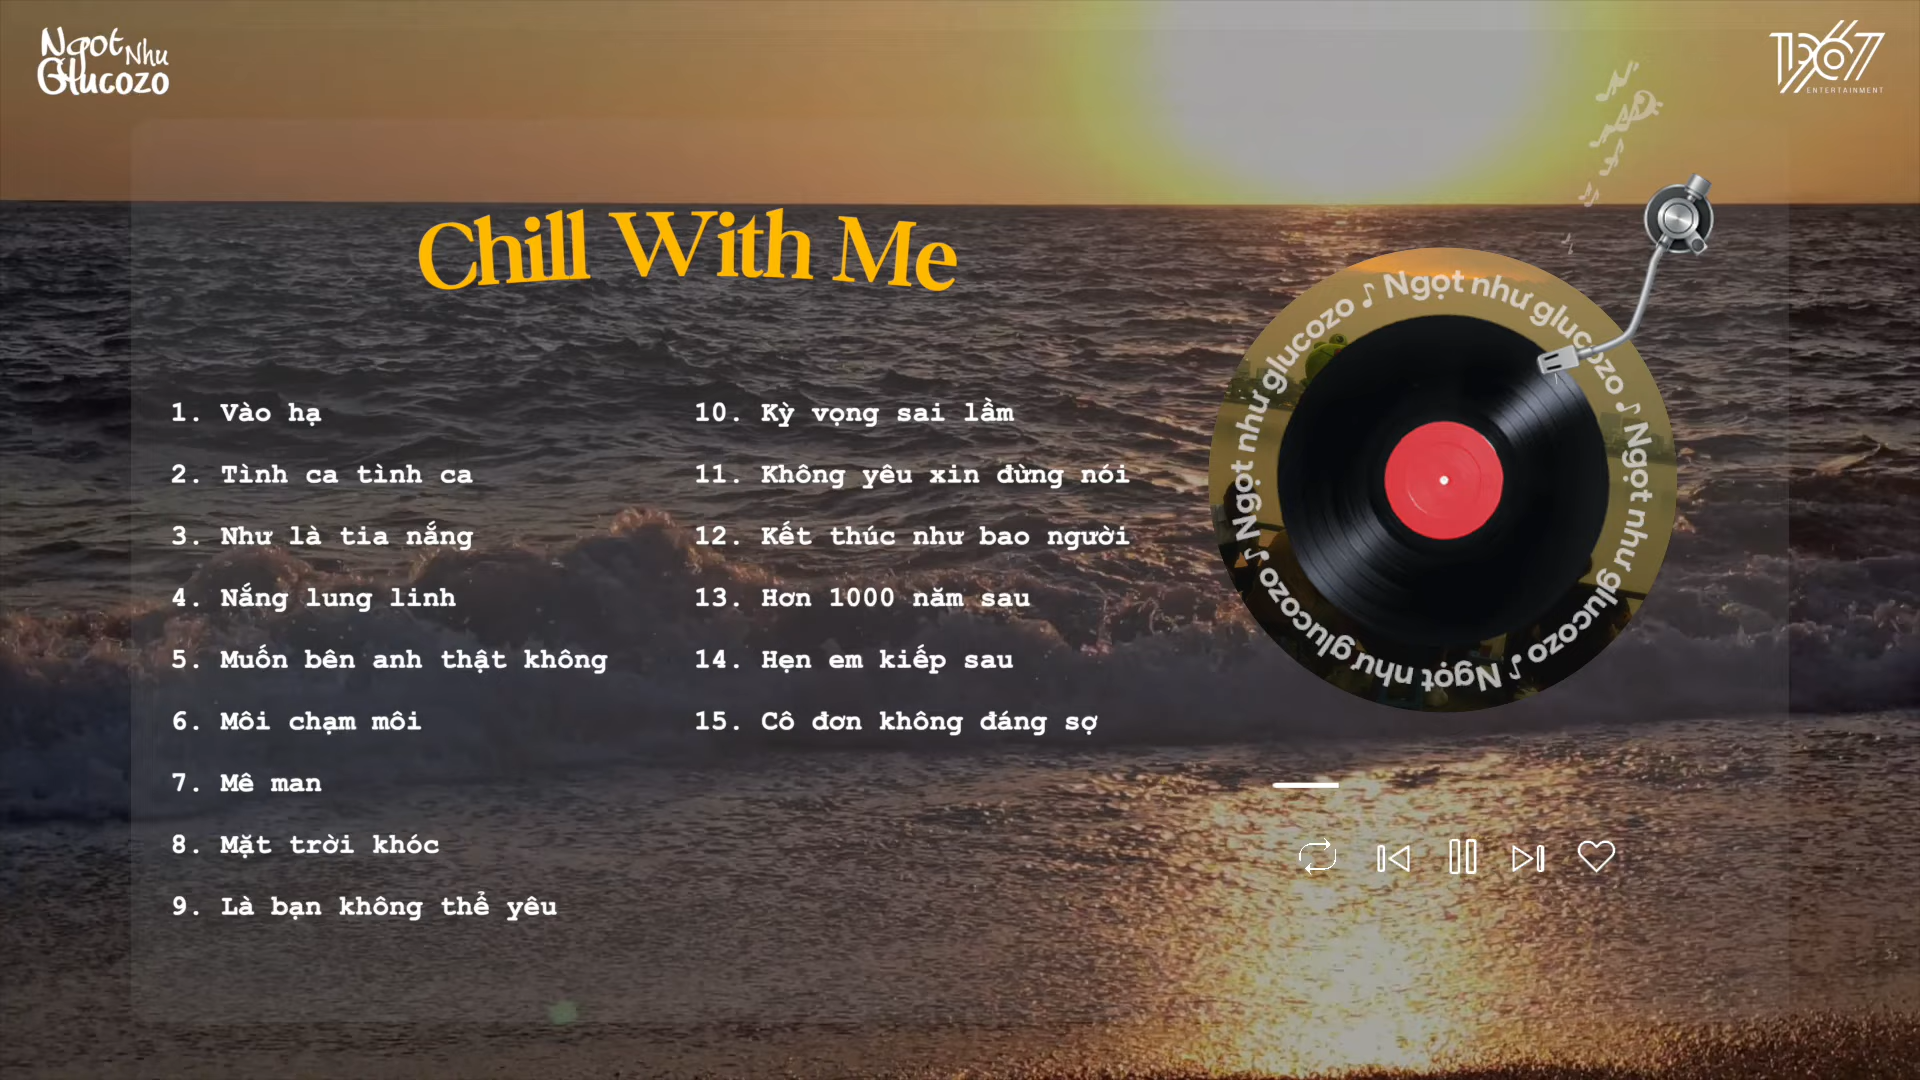 Ngọt Như
Glucozo
1967
ENTERTAINMENT
Chill With Me
1. Vào hạ
2. Tình ca tình ca
3. Như là tia nắng
4. Nắng lung linh
5. Muốn bên anh thật không
6. Môi chạm môi
7. Mê man
8. Mặt trời khóc
9. Là bạn không thể yêu
10. Kỳ vọng sai lầm
11. Không yêu xin đừng nói
12. Kết thúc như bao người
13. Hơn 1000 năm sau
14. Hẹn em kiếp sau
15. Cô đơn không đáng sợ
Ngọt như glucozo ♪ Ngọt như glucozo ♪ Ngọt như glucozo ♪ Ngọt như glucozo ♪